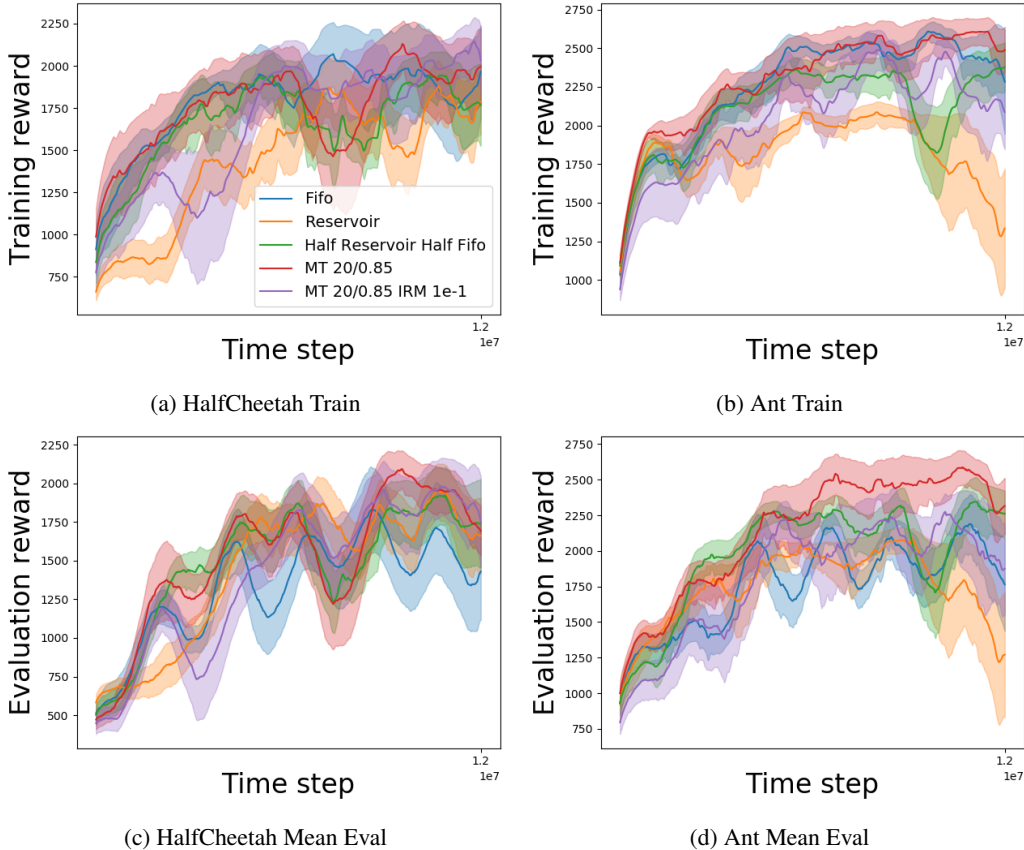 2250
2000
1750
1500
1250
1000
750
Training reward
Fifo
Reservoir
Half Reservoir Half Fifo
MT 20/0.85
MT 20/0.85 IRM 1e-1
Time step
1.2
1e7
(a) HalfCheetah Train
2750
2500
2250
2000
1750
1500
1250
1000
Training reward
Time step
1.2
1e7
(b) Ant Train
2250
2000
1750
1500
1250
1000
750
500
Evaluation reward
Time step
1.2
1e7
(c) HalfCheetah Mean Eval
2750
2500
2250
2000
1750
1500
1250
1000
750
Evaluation reward
Time step
1.2
1e7
(d) Ant Mean Eval